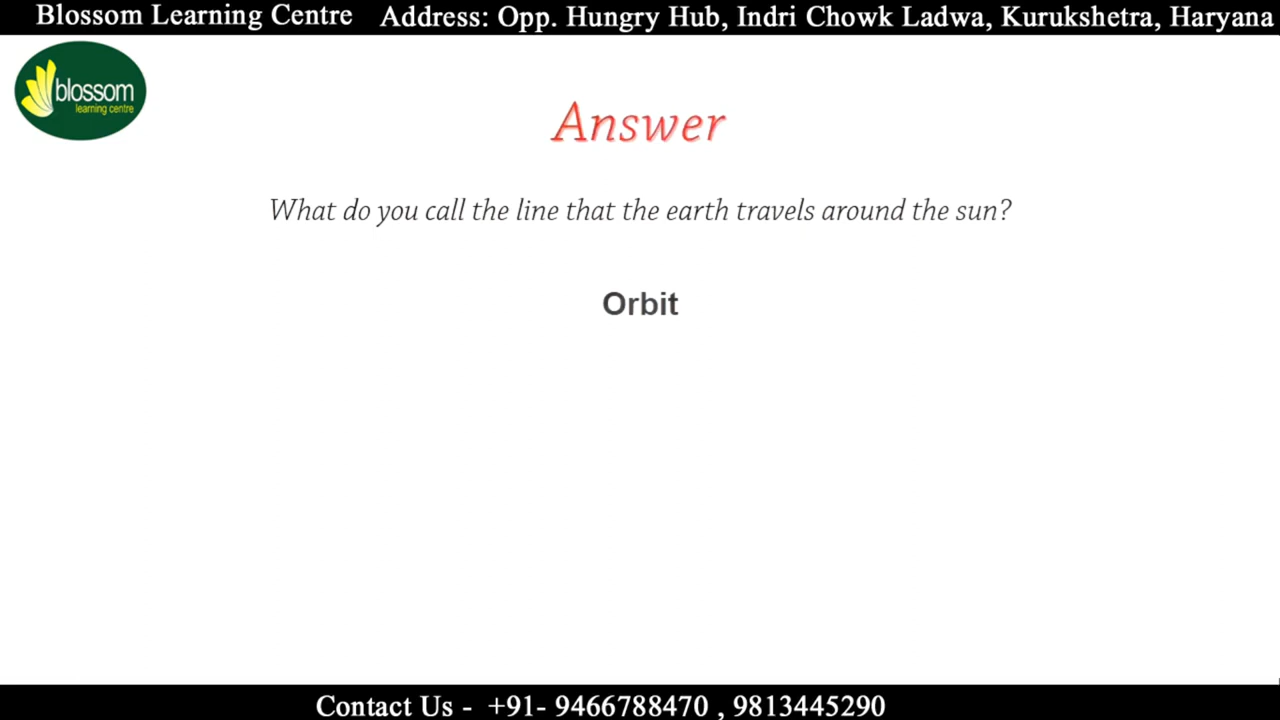 Blossom Learning Centre Address: Opp. Hungry Hub, Indri Chowk Ladwa, Kurukshetra, Haryana
blossom
learning centre
Answer
What do you call the line that the earth travels around the sun?
Orbit
Contact Us - +91- 9466788470 , 9813445290